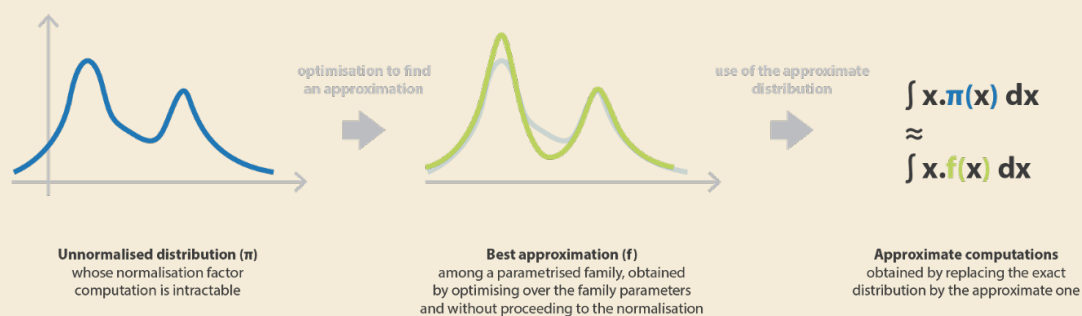 optimisation to find
an approximation
use of the approximate
distribution
∫ x.π(x) dx
≈
∫ x.f(x) dx
Unnormalised distribution (π)
whose normalisation factor
computation is intractable
Best approximation (f)
among a parametrised family, obtained
by optimising over the family parameters
and without proceeding to the normalisation
Approximate computations
obtained by replacing the exact
distribution by the approximate one